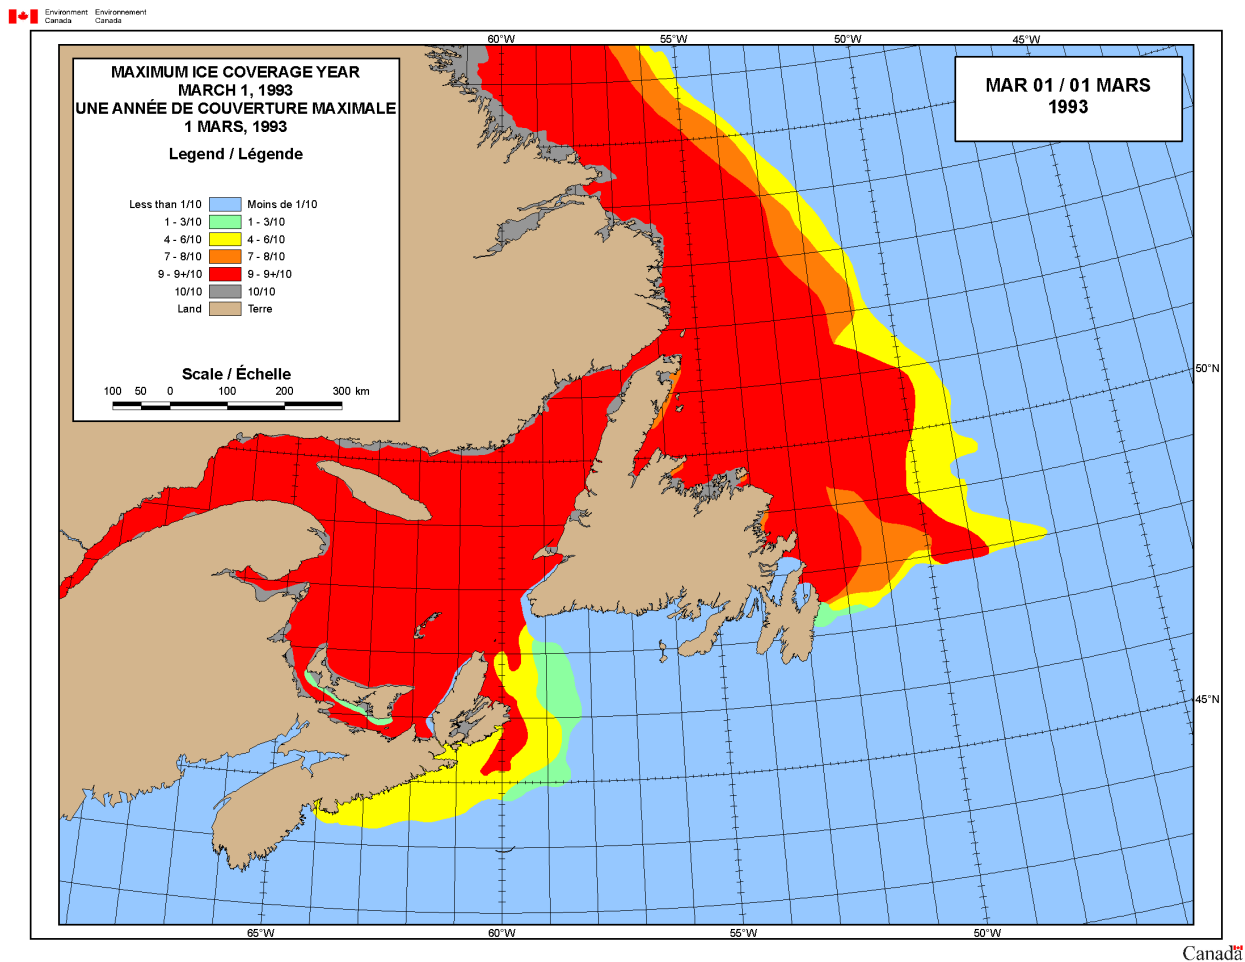 Environment Environnement
Canada Canada
60°W 55°W 50°W 45°W
MAXIMUM ICE COVERAGE YEAR
MARCH 1, 1993
UNE ANNÉE DE COUVERTURE MAXIMALE
1 MARS, 1993
Legend / Légende
Less than 1/10 Moins de 1/10
1 - 3/10 1 - 3/10
4 - 6/10 4 - 6/10
7 - 8/10 7 - 8/10
9 - 9+/10 9 - 9+/10
10/10 10/10
Land Terre
Scale / Échelle
100 50 0 100 200 300 km
MAR 01 / 01 MARS
1993
50°N
45°N
65°W 60°W 55°W 50°W
Canada